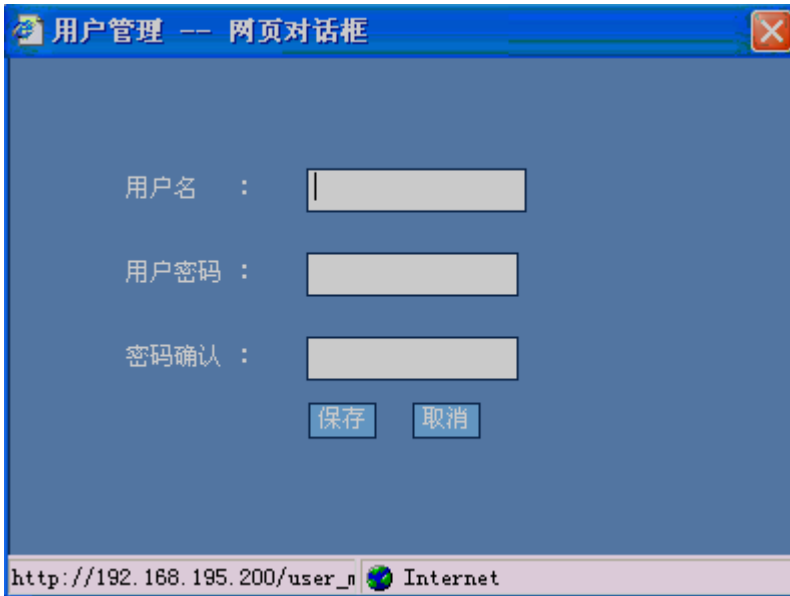 用户管理 -- 网页对话框
用户名 ：
用户密码 ：
密码确认 ：
保存 取消
http://192.168.195.200/user_m Internet